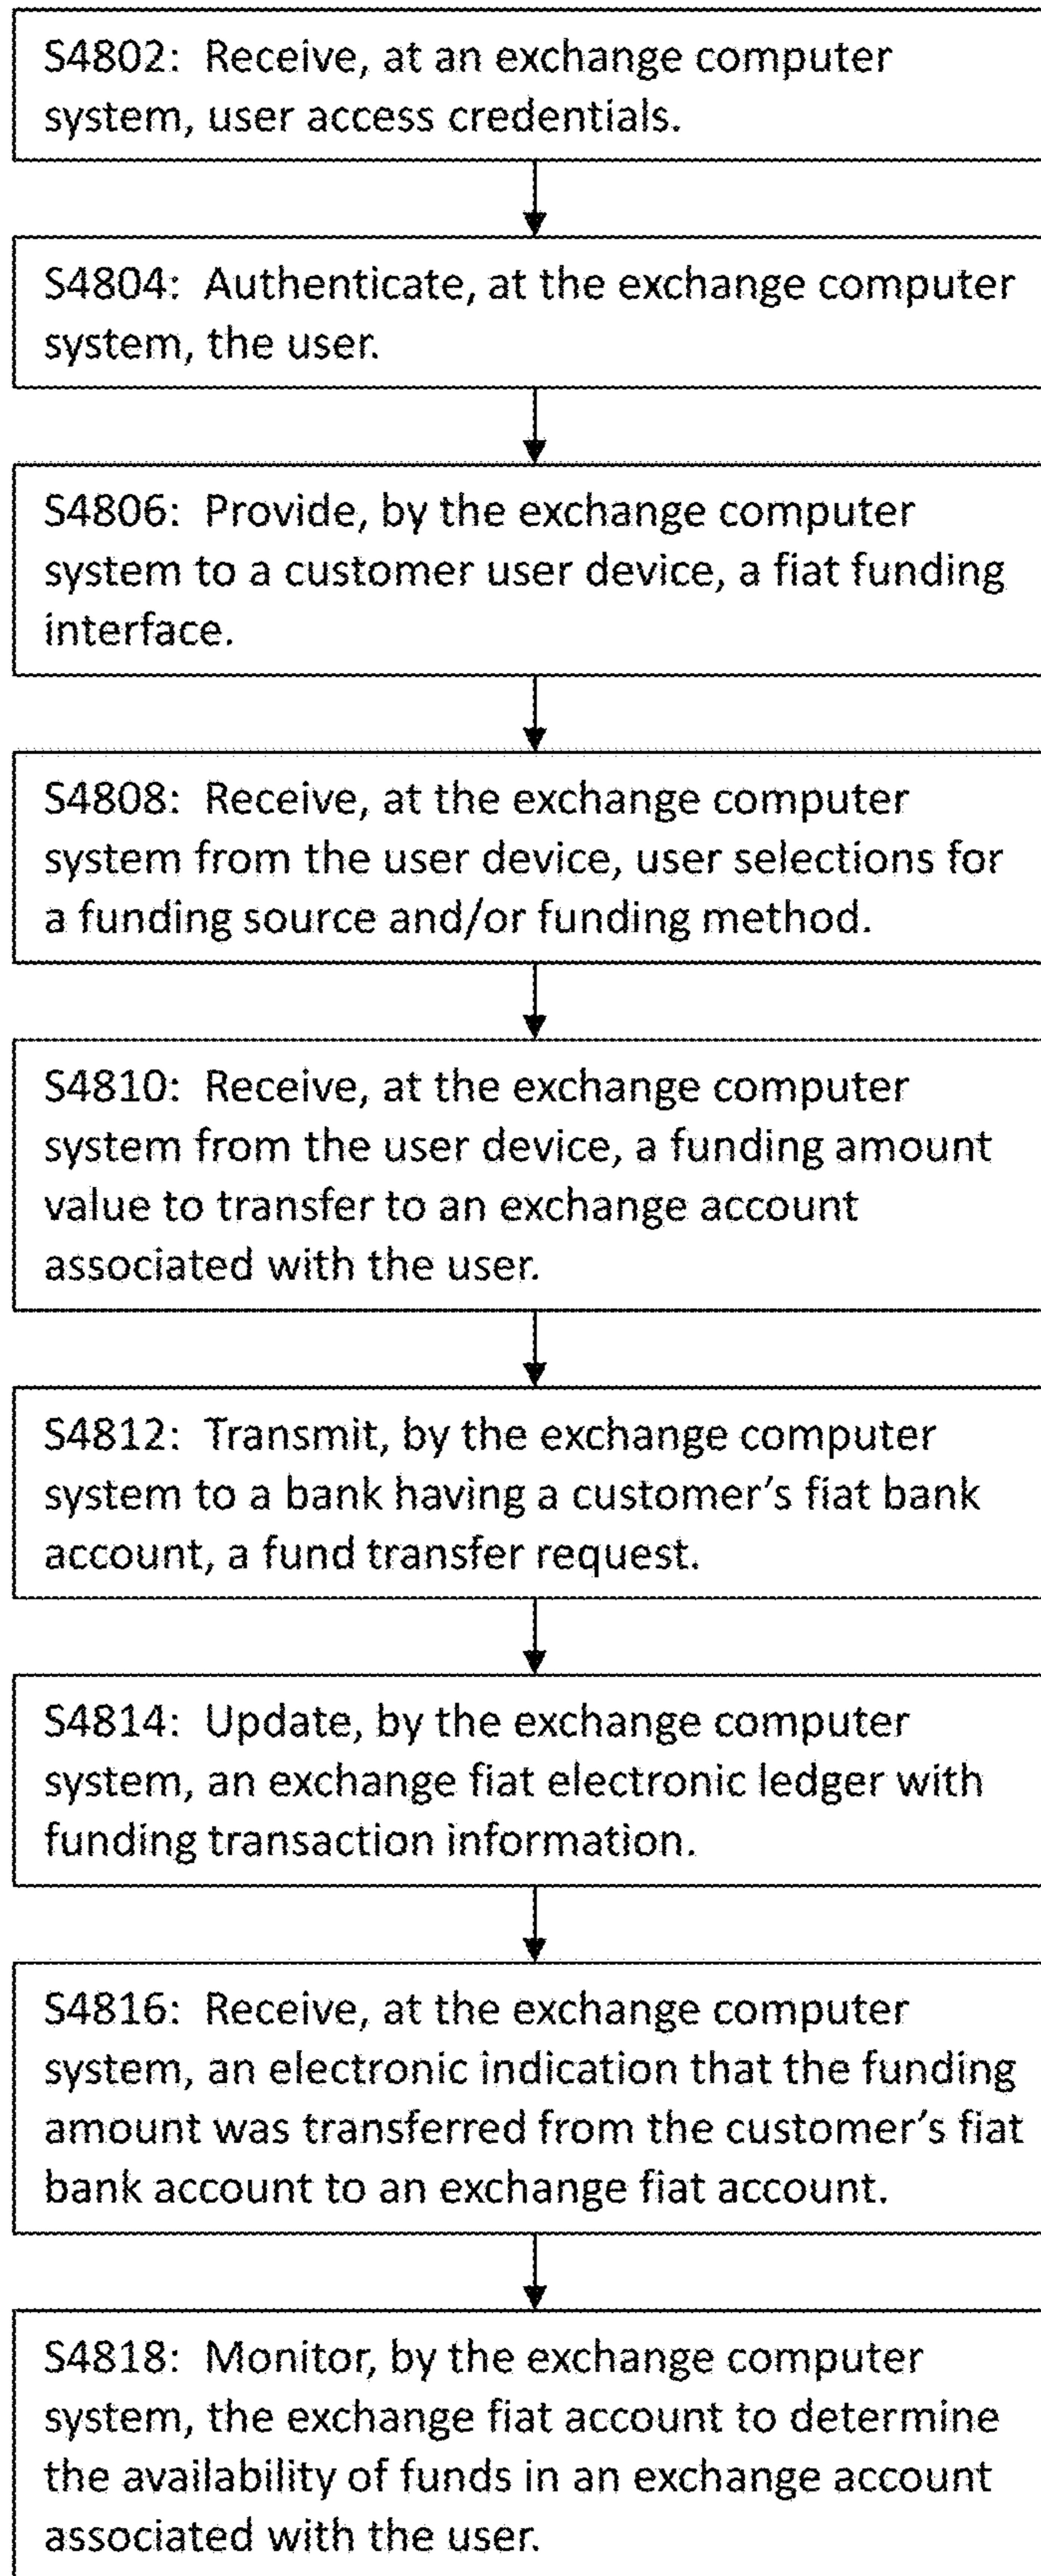 S4802:  Receive, at an exchange computer
system, user access credentials.
S4804:  Authenticate, at the exchange computer
system, the user.
S4806:  Provide, by the exchange computer
system to a customer user device, a fiat funding
interface.
S4808:  Receive, at the exchange computer
system from the user device, user selections for
a funding source and/or funding method.
S4810:  Receive, at the exchange computer
system from the user device, a funding amount
value to transfer to an exchange account
associated with the user.
S4812:  Transmit, by the exchange computer
system to a bank having a customer's fiat bank
account, a fund transfer request.
S4814:  Update, by the exchange computer
system, an exchange fiat electronic ledger with
funding transaction information.
S4816:  Receive, at the exchange computer
system, an electronic indication that the funding
amount was transferred from the customer's fiat
bank account to an exchange fiat account.
S4818:  Monitor, by the exchange computer
system, the exchange fiat account to determine
the availability of funds in an exchange account
associated with the user.